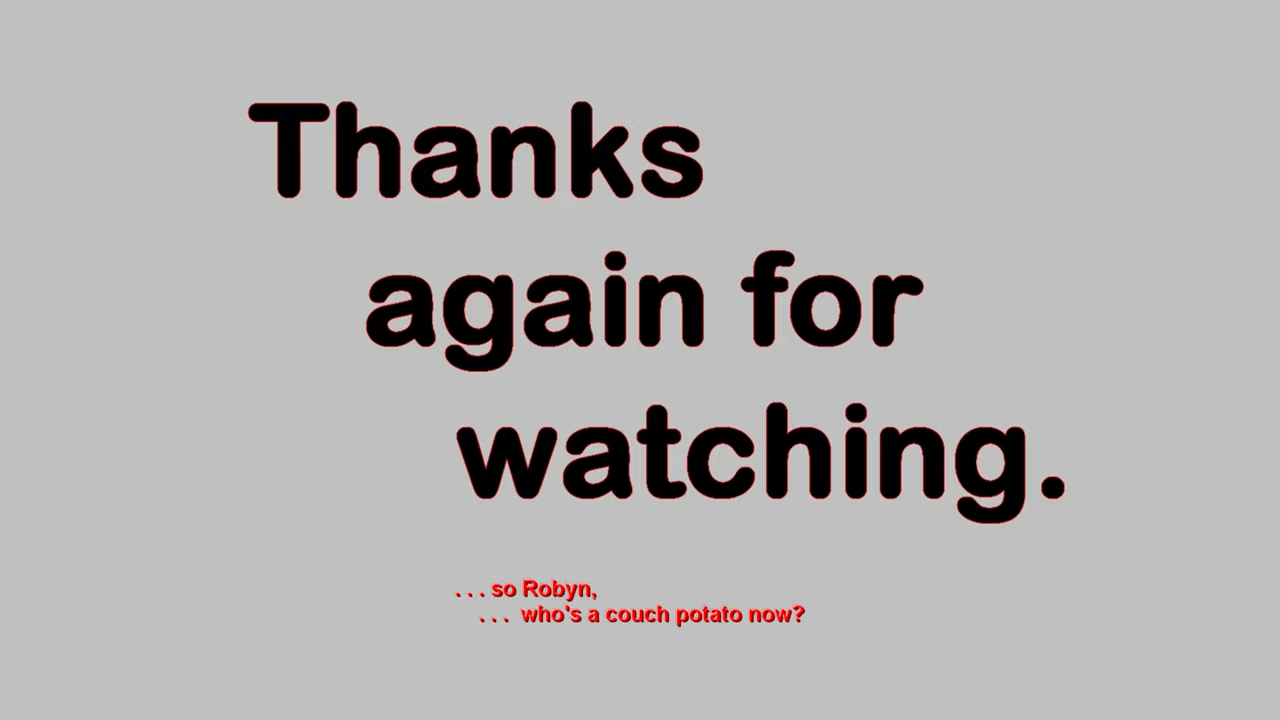 Thanks
again for
watching.
. . . so Robyn,
. . . who's a couch potato now?